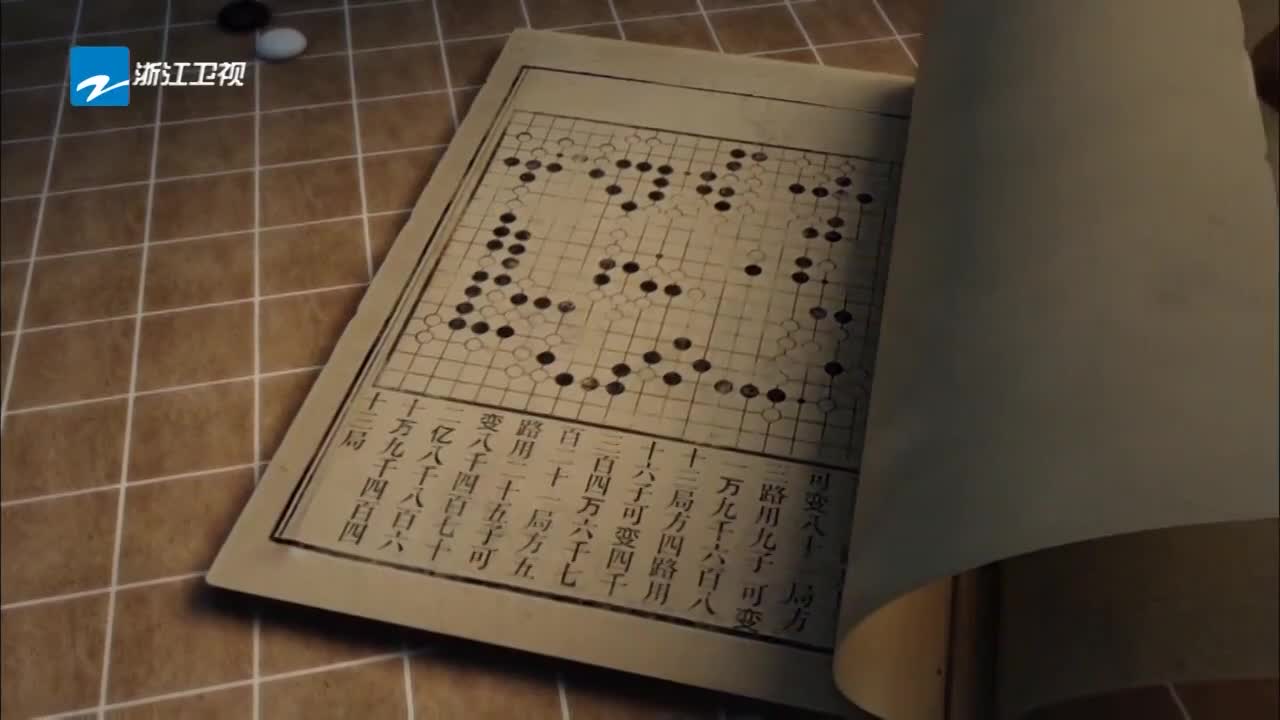 浙江卫视
可变八十 局方
三路用九子 可变
一万九千六百八
十三局方四路用
十六子可变四千
三百四万六千七
百二十一局方五
路用二十五子可
变八千四百七十
二亿八千八百六
十万九千四百四
十三局